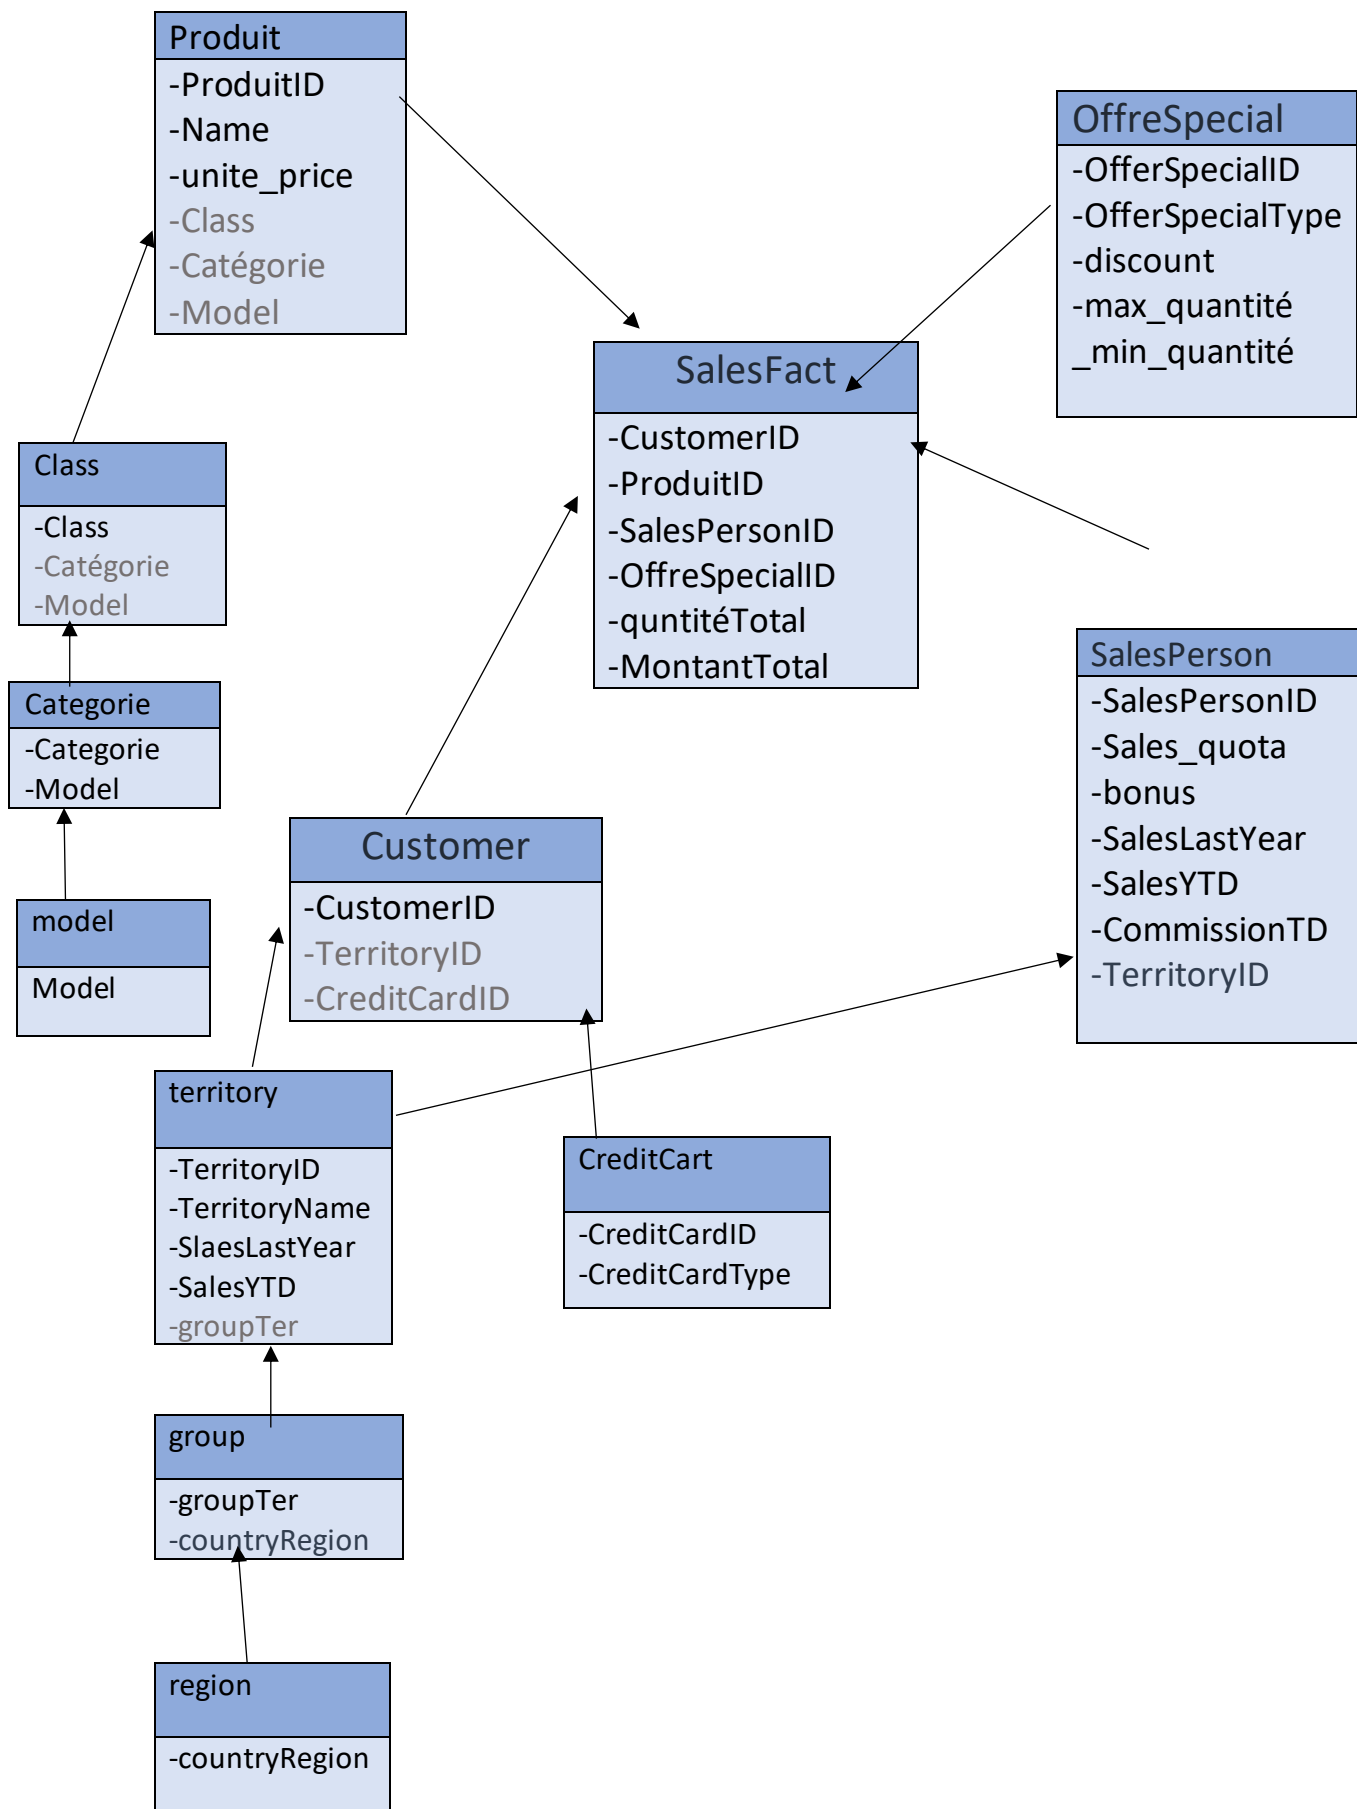 Produit
-ProduitID
-Name
-unite_price
-Class
-Catégorie
-Model
OffreSpecial
-OfferSpecialID
-OfferSpecialType
-discount
-max_quantité
_min_quantité
SalesFact
-CustomerID
-ProduitID
-SalesPersonID
-OffreSpecialID
-quntitéTotal
-MontantTotal
Class
-Class
-Catégorie
-Model
SalesPerson
-SalesPersonID
-Sales_quota
-bonus
-SalesLastYear
-SalesYTD
-CommissionTD
-TerritoryID
Categorie
-Categorie
-Model
Customer
-CustomerID
-TerritoryID
-CreditCardID
model
Model
territory
-TerritoryID
-TerritoryName
-SlaesLastYear
-SalesYTD
-groupTer
CreditCart
-CreditCardID
-CreditCardType
group
-groupTer
-countryRegion
region
-countryRegion